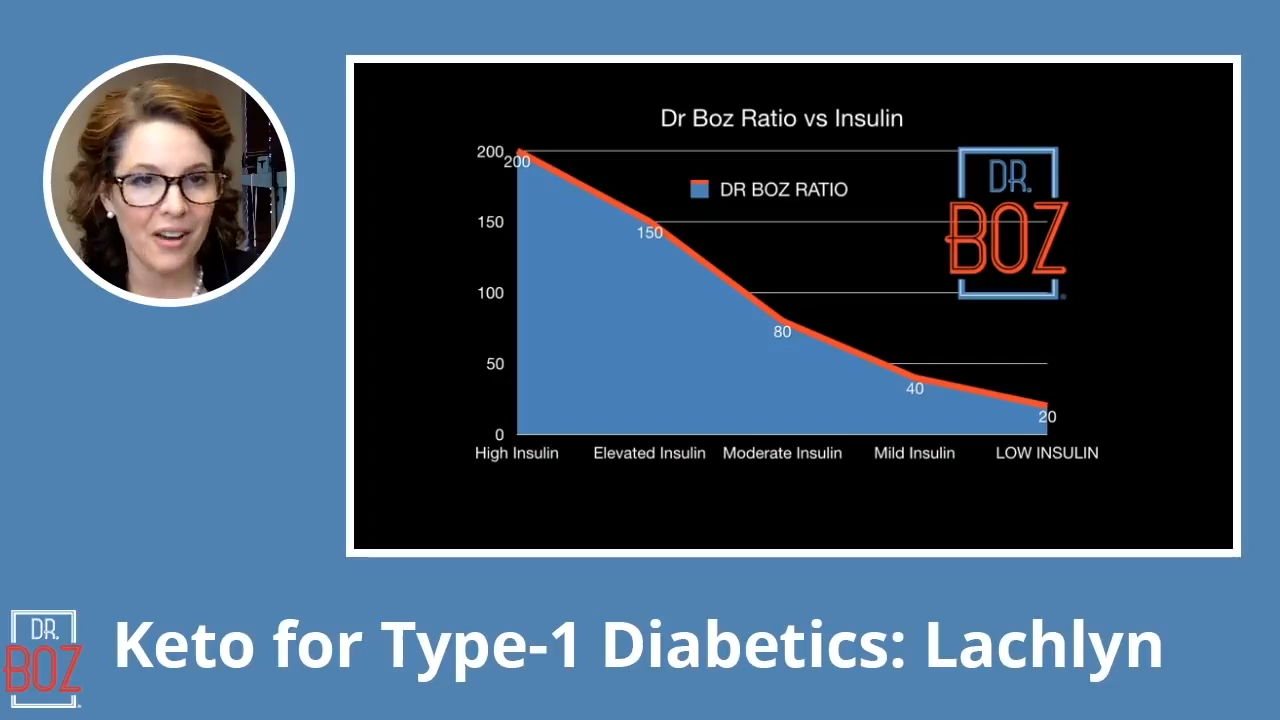 Dr Boz Ratio vs Insulin
DR BOZ RATIO
DR.
BOZ
200
150
100
50
0
200
150
80
40
20
High Insulin Elevated Insulin Moderate Insulin Mild Insulin LOW INSULIN
DR.
BOZ
Keto for Type-1 Diabetics: Lachlyn